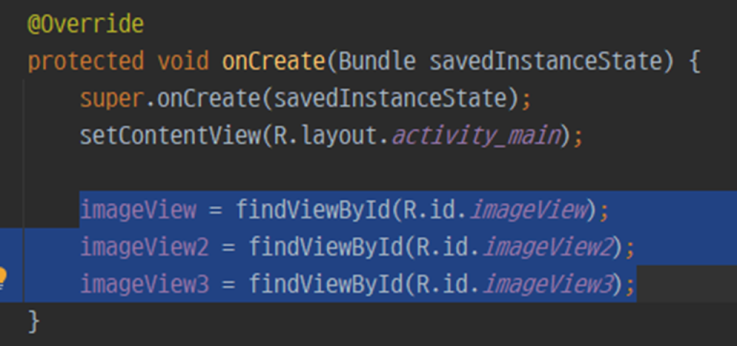 @Override
protected void onCreate(Bundle savedInstanceState) {
super.onCreate(savedInstanceState);
setContentView(R.layout.activity_main);
imageView = findViewById(R.id.imageView);
imageView2 = findViewById(R.id.imageView2);
imageView3 = findViewById(R.id.imageView3);
}